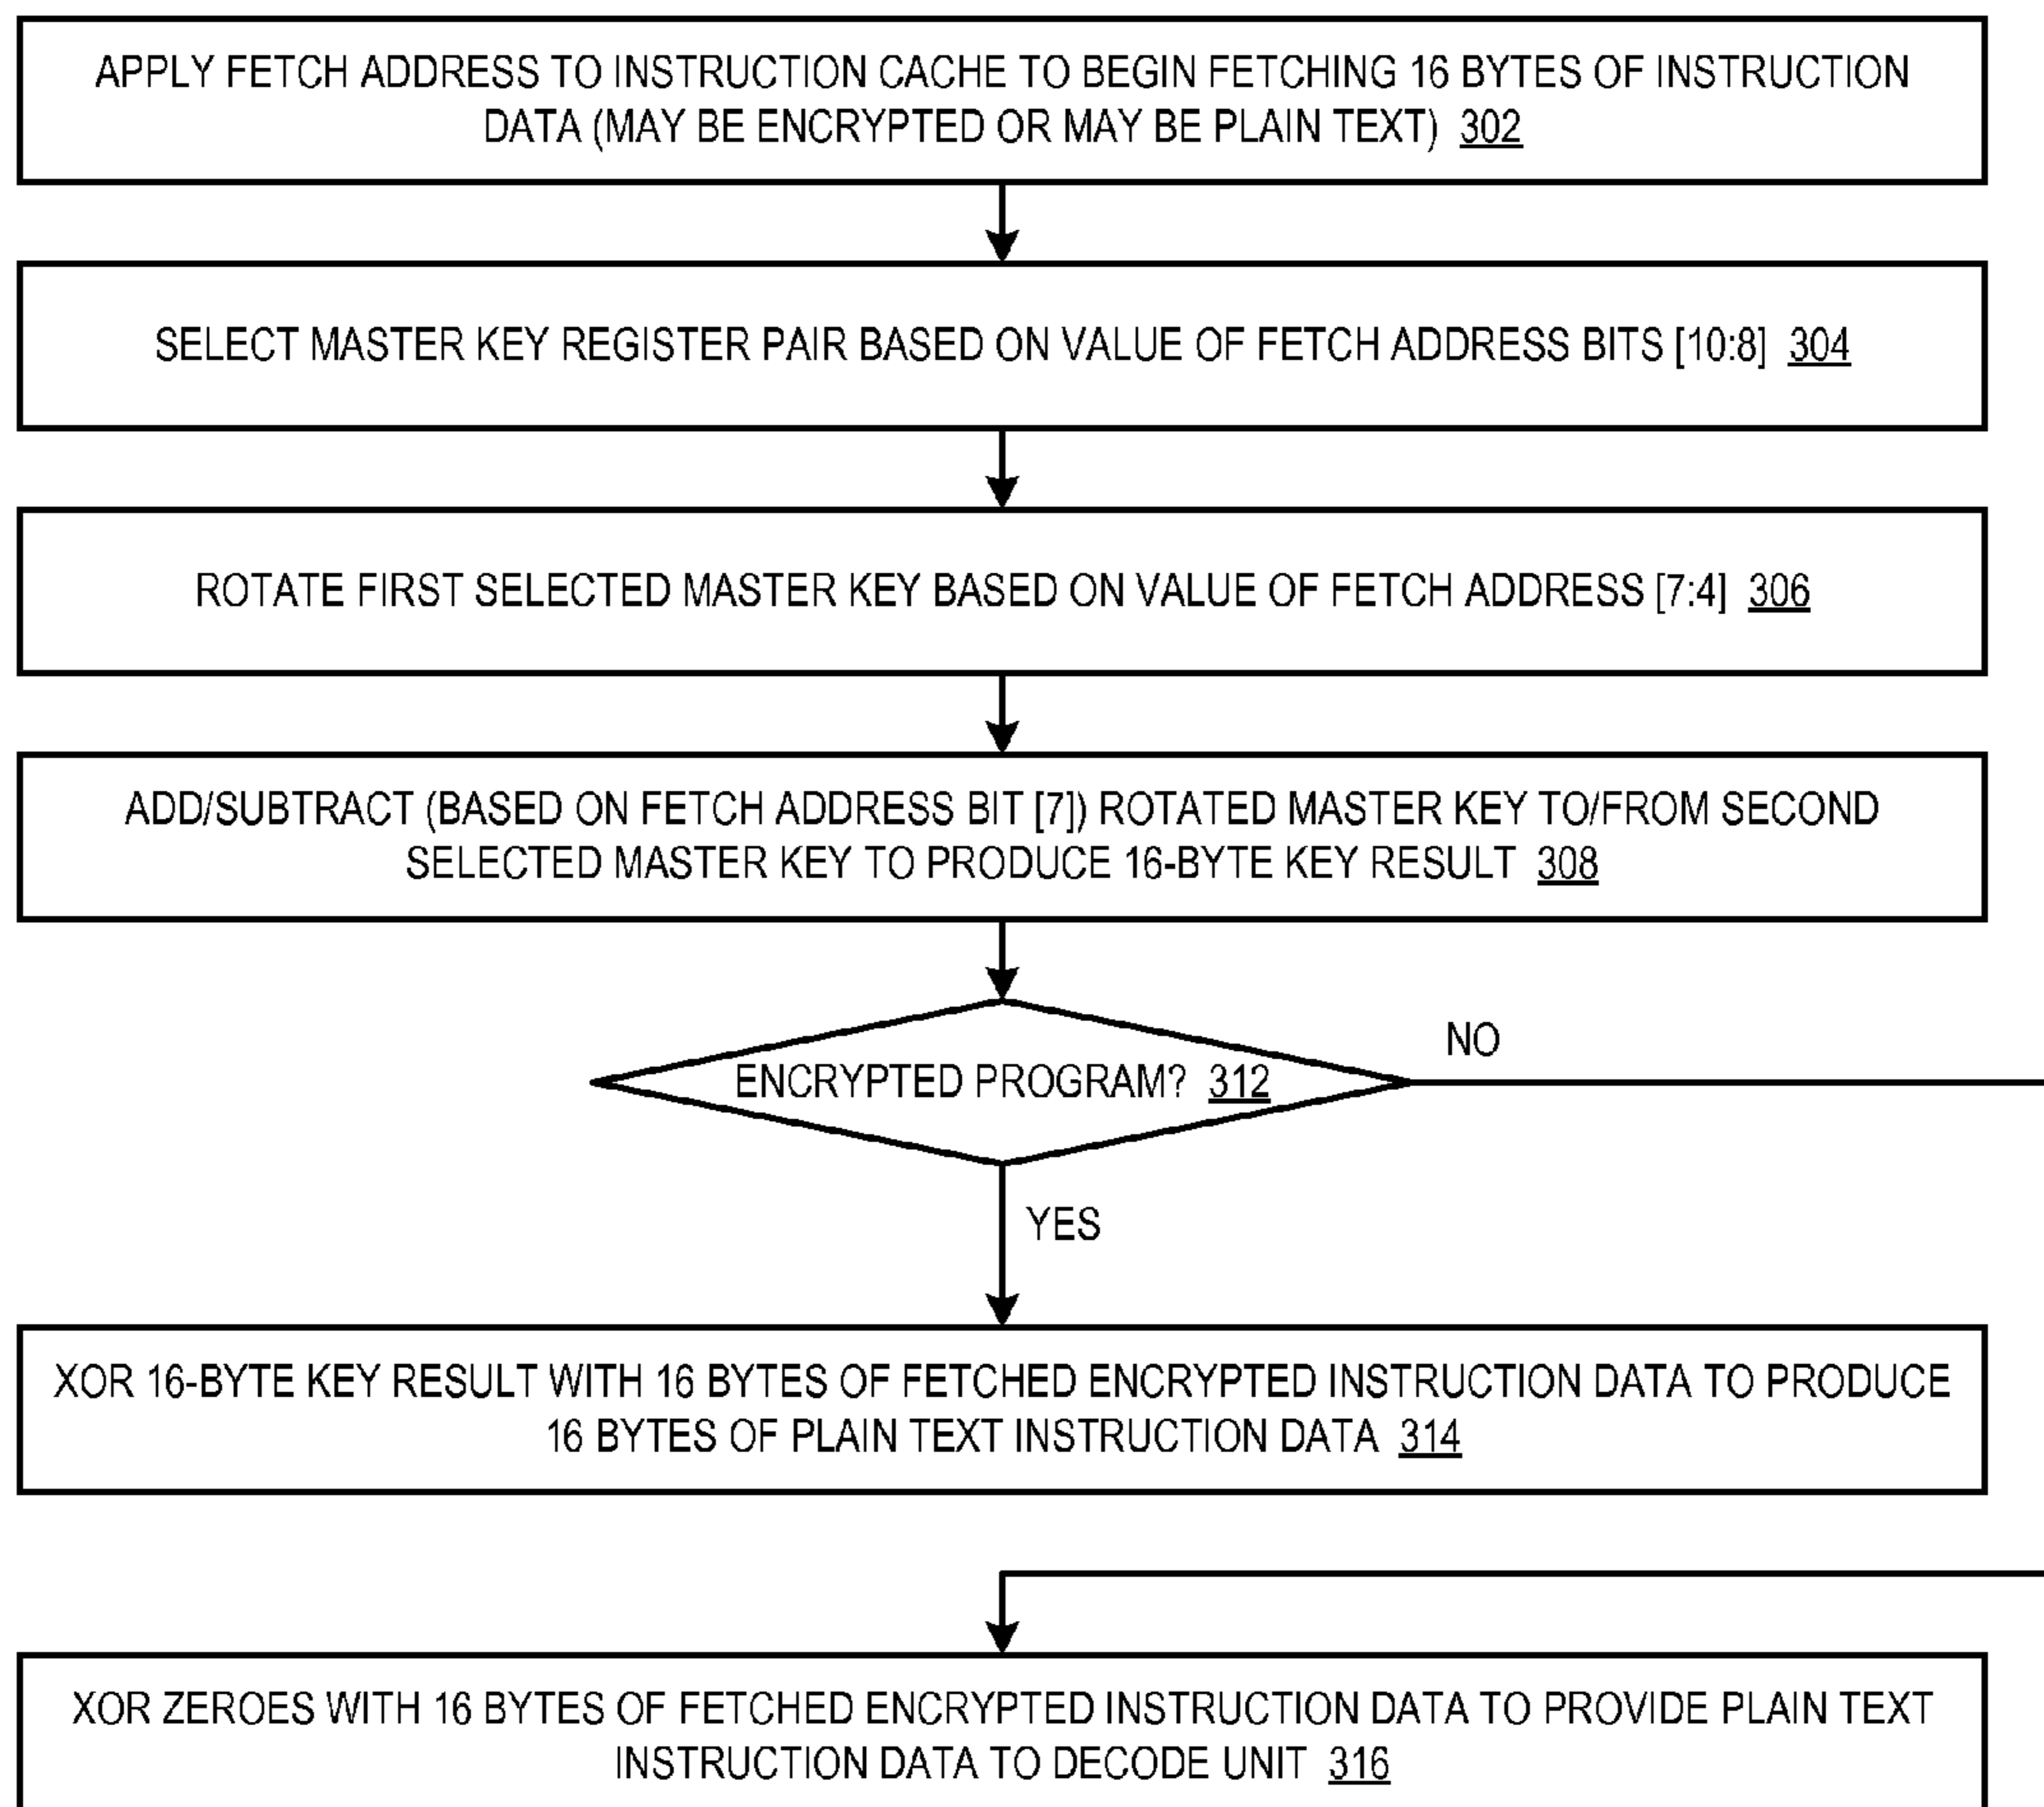 APPLY FETCH ADDRESS TO INSTRUCTION CACHE TO BEGIN FETCHING 16 BYTES OF INSTRUCTION
DATA (MAY BE ENCRYPTED OR MAY BE PLAIN TEXT) 302
SELECT MASTER KEY REGISTER PAIR BASED ON VALUE OF FETCH ADDRESS BITS [10:8] 304
ROTATE FIRST SELECTED MASTER KEY BASED ON VALUE OF FETCH ADDRESS [7:4] 306
ADD/SUBTRACT (BASED ON FETCH ADDRESS BIT [7]) ROTATED MASTER KEY TO/FROM SECOND
SELECTED MASTER KEY TO PRODUCE 16-BYTE KEY RESULT 308
NO
ENCRYPTED PROGRAM? 312
YES
XOR 16-BYTE KEY RESULT WITH 16 BYTES OF FETCHED ENCRYPTED INSTRUCTION DATA TO PRODUCE
16 BYTES OF PLAIN TEXT INSTRUCTION DATA 314
XOR ZEROES WITH 16 BYTES OF FETCHED ENCRYPTED INSTRUCTION DATA TO PROVIDE PLAIN TEXT
INSTRUCTION DATA TO DECODE UNIT 316